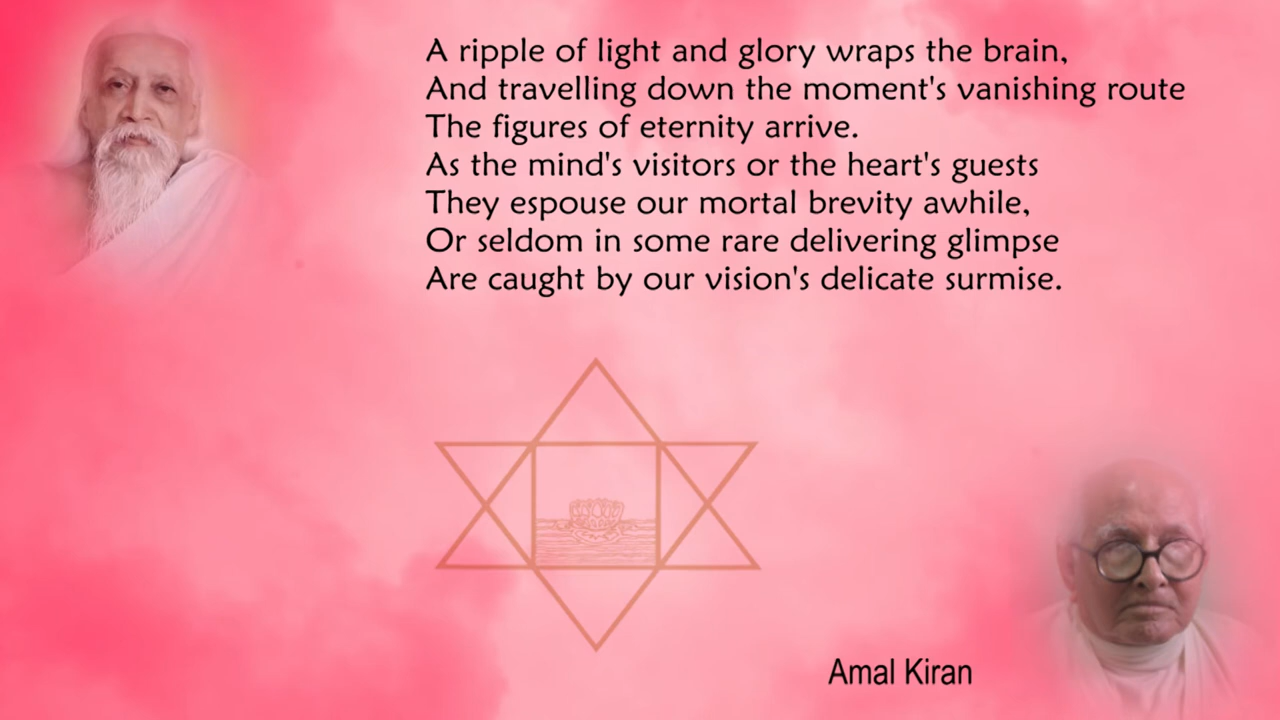 A ripple of light and glory wraps the brain,
And travelling down the moment's vanishing route
The figures of eternity arrive.
As the mind's visitors or the heart's guests
They espouse our mortal brevity awhile,
Or seldom in some rare delivering glimpse
Are caught by our vision's delicate surmise.
Amal Kiran